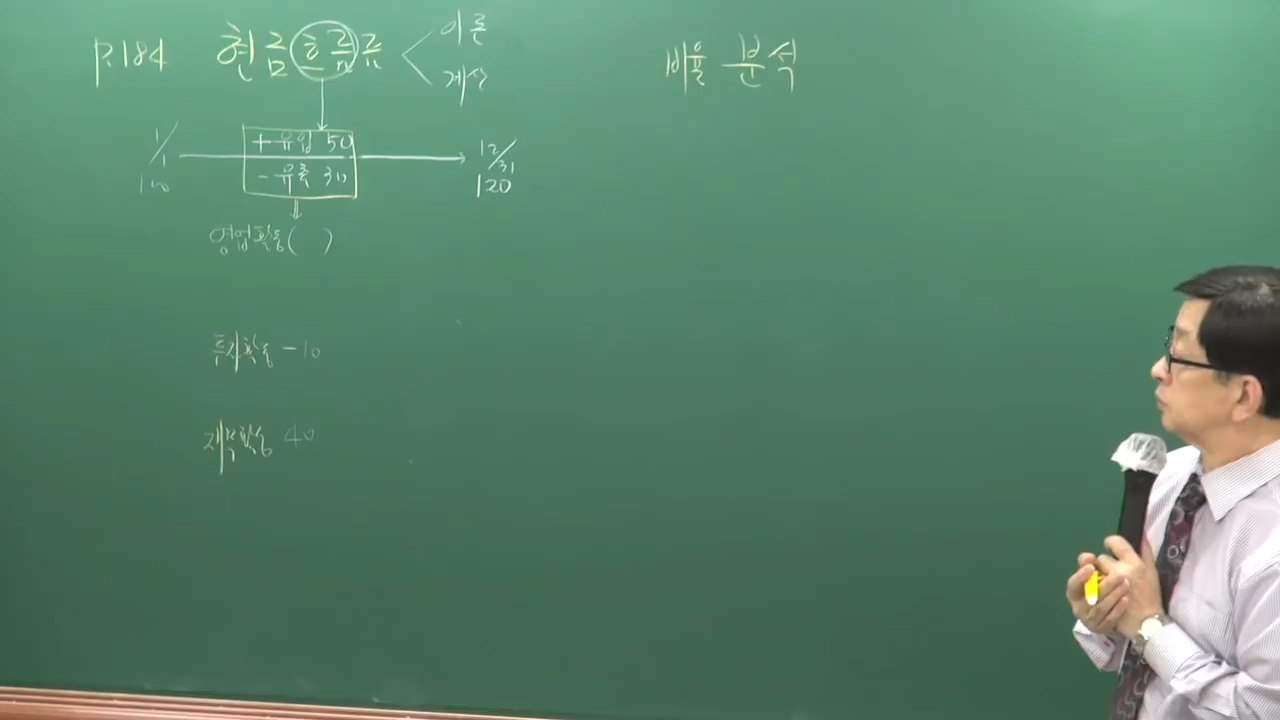 P.184 현금흐름표
이론
계산
비율분석
1/1
100
+유입 50
-유출 30
12/31
120
영업활동( )
투자활동 -10
재무활동 40